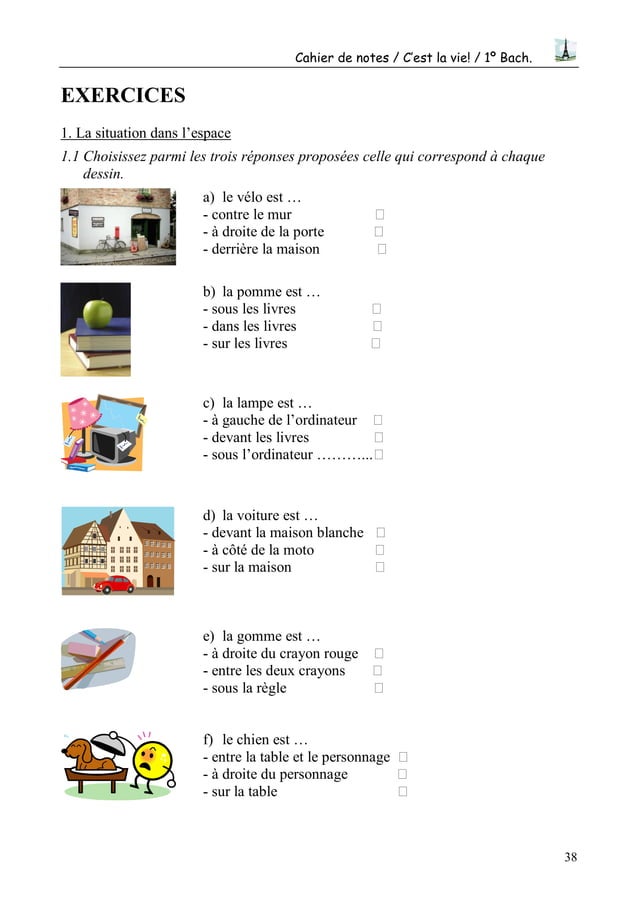 Cahier de notes / C'est la vie! / 1º Bach.
EXERCICES
1. La situation dans l'espace
1.1 Choisissez parmi les trois réponses proposées celle qui correspond à chaque
dessin.
a) le vélo est …
- contre le mur
- à droite de la porte
- derrière la maison
b) la pomme est …
- sous les livres
- dans les livres
- sur les livres
c) la lampe est …
- à gauche de l'ordinateur
- devant les livres
- sous l'ordinateur ………...
d) la voiture est …
- devant la maison blanche
- à côté de la moto
- sur la maison
e) la gomme est …
- à droite du crayon rouge
- entre les deux crayons
- sous la règle
f) le chien est …
- entre la table et le personnage
- à droite du personnage
- sur la table
38